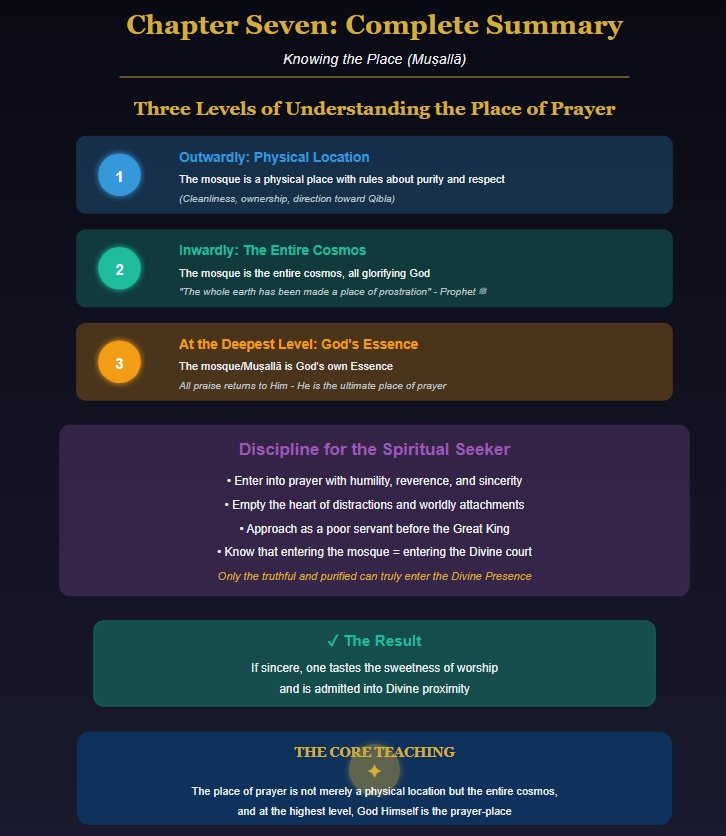 Chapter Seven: Complete Summary
Knowing the Place (Muṣallā)
Three Levels of Understanding the Place of Prayer
1
Outwardly: Physical Location
The mosque is a physical place with rules about purity and respect
(Cleanliness, ownership, direction toward Qibla)
2
Inwardly: The Entire Cosmos
The mosque is the entire cosmos, all glorifying God
"The whole earth has been made a place of prostration" - Prophet ﷺ
3
At the Deepest Level: God's Essence
The mosque/Muṣallā is God's own Essence
All praise returns to Him - He is the ultimate place of prayer
Discipline for the Spiritual Seeker
• Enter into prayer with humility, reverence, and sincerity
• Empty the heart of distractions and worldly attachments
• Approach as a poor servant before the Great King
• Know that entering the mosque = entering the Divine court
Only the truthful and purified can truly enter the Divine Presence
✓ The Result
If sincere, one tastes the sweetness of worship
and is admitted into Divine proximity
THE CORE TEACHING
✦
The place of prayer is not merely a physical location but the entire cosmos,
and at the highest level, God Himself is the prayer-place